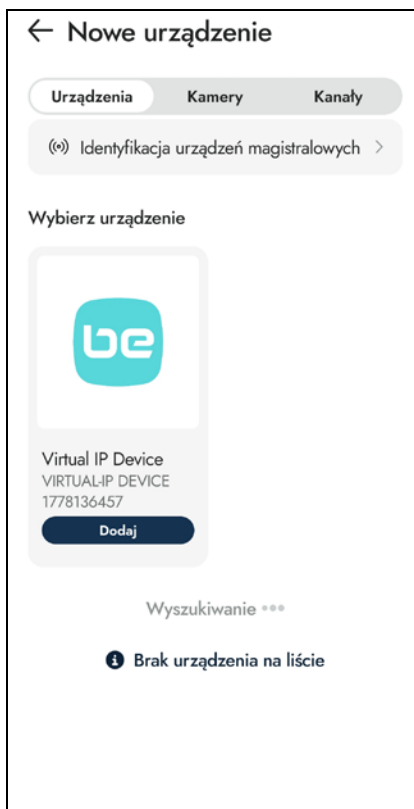 Nowe urządzenie
Urządzenia Kamery Kanały
Identyfikacja urządzeń magistralowych
Wybierz urządzenie
be
Virtual IP Device
VIRTUAL-IP DEVICE
1778136457
Dodaj
Wyszukiwanie
Brak urządzenia na liście